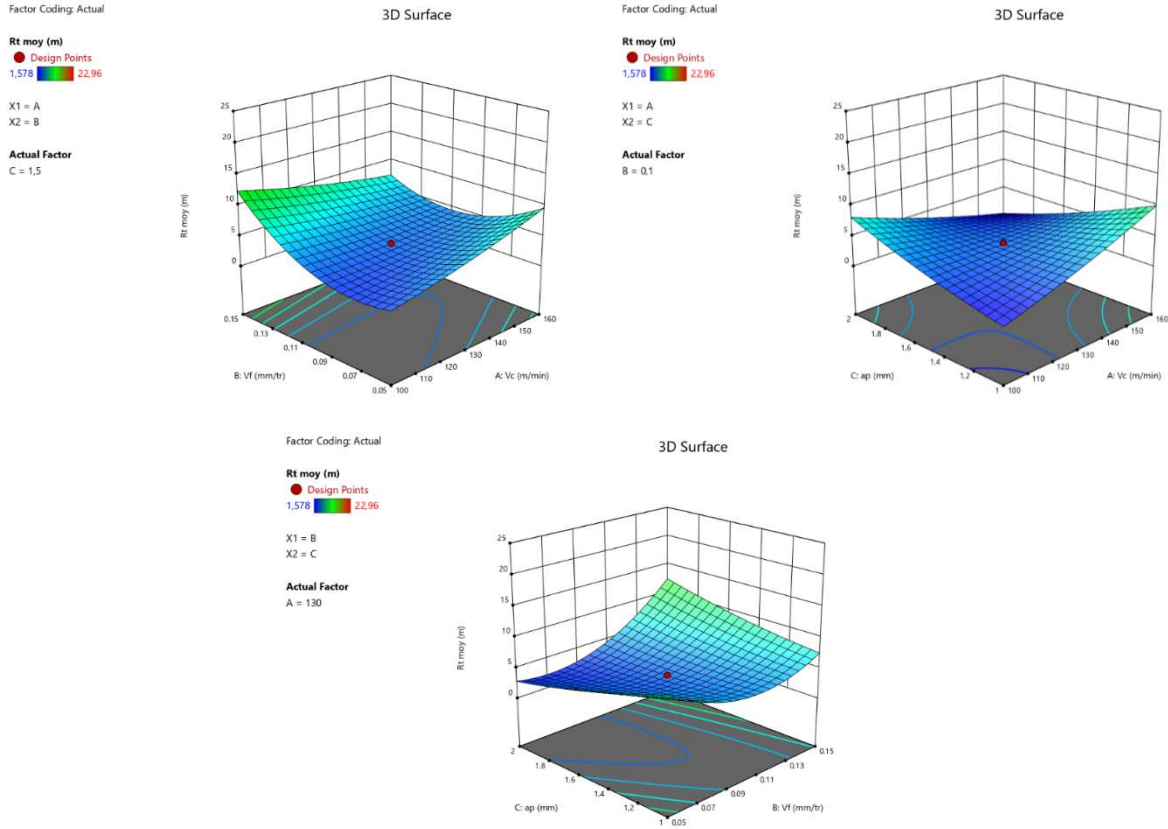 Factor Coding: Actual
3D Surface
Rt moy (m)
Design Points
1,578 22,96
X1 = A
X2 = B
Actual Factor
C = 1,5
25
20
15
10
5
0
Rt moy (m)
0.15
0.13
0.11
0.09
0.07
0.05
B: Vf (mm/tr)
100
110
120
130
140
150
160
A: Vc (m/min)
Factor Coding: Actual
3D Surface
Rt moy (m)
Design Points
1,578 22,96
X1 = A
X2 = C
Actual Factor
B = 0,1
25
20
15
10
5
0
Rt moy (m)
2
1.8
1.6
1.4
1.2
1
C: ap (mm)
100
110
120
130
140
150
160
A: Vc (m/min)
Factor Coding: Actual
3D Surface
Rt moy (m)
Design Points
1,578 22,96
X1 = B
X2 = C
Actual Factor
A = 130
25
20
15
10
5
0
Rt moy (m)
2
1.8
1.6
1.4
1.2
1
C: ap (mm)
0.05
0.07
0.09
0.11
0.13
0.15
B: Vf (mm/tr)